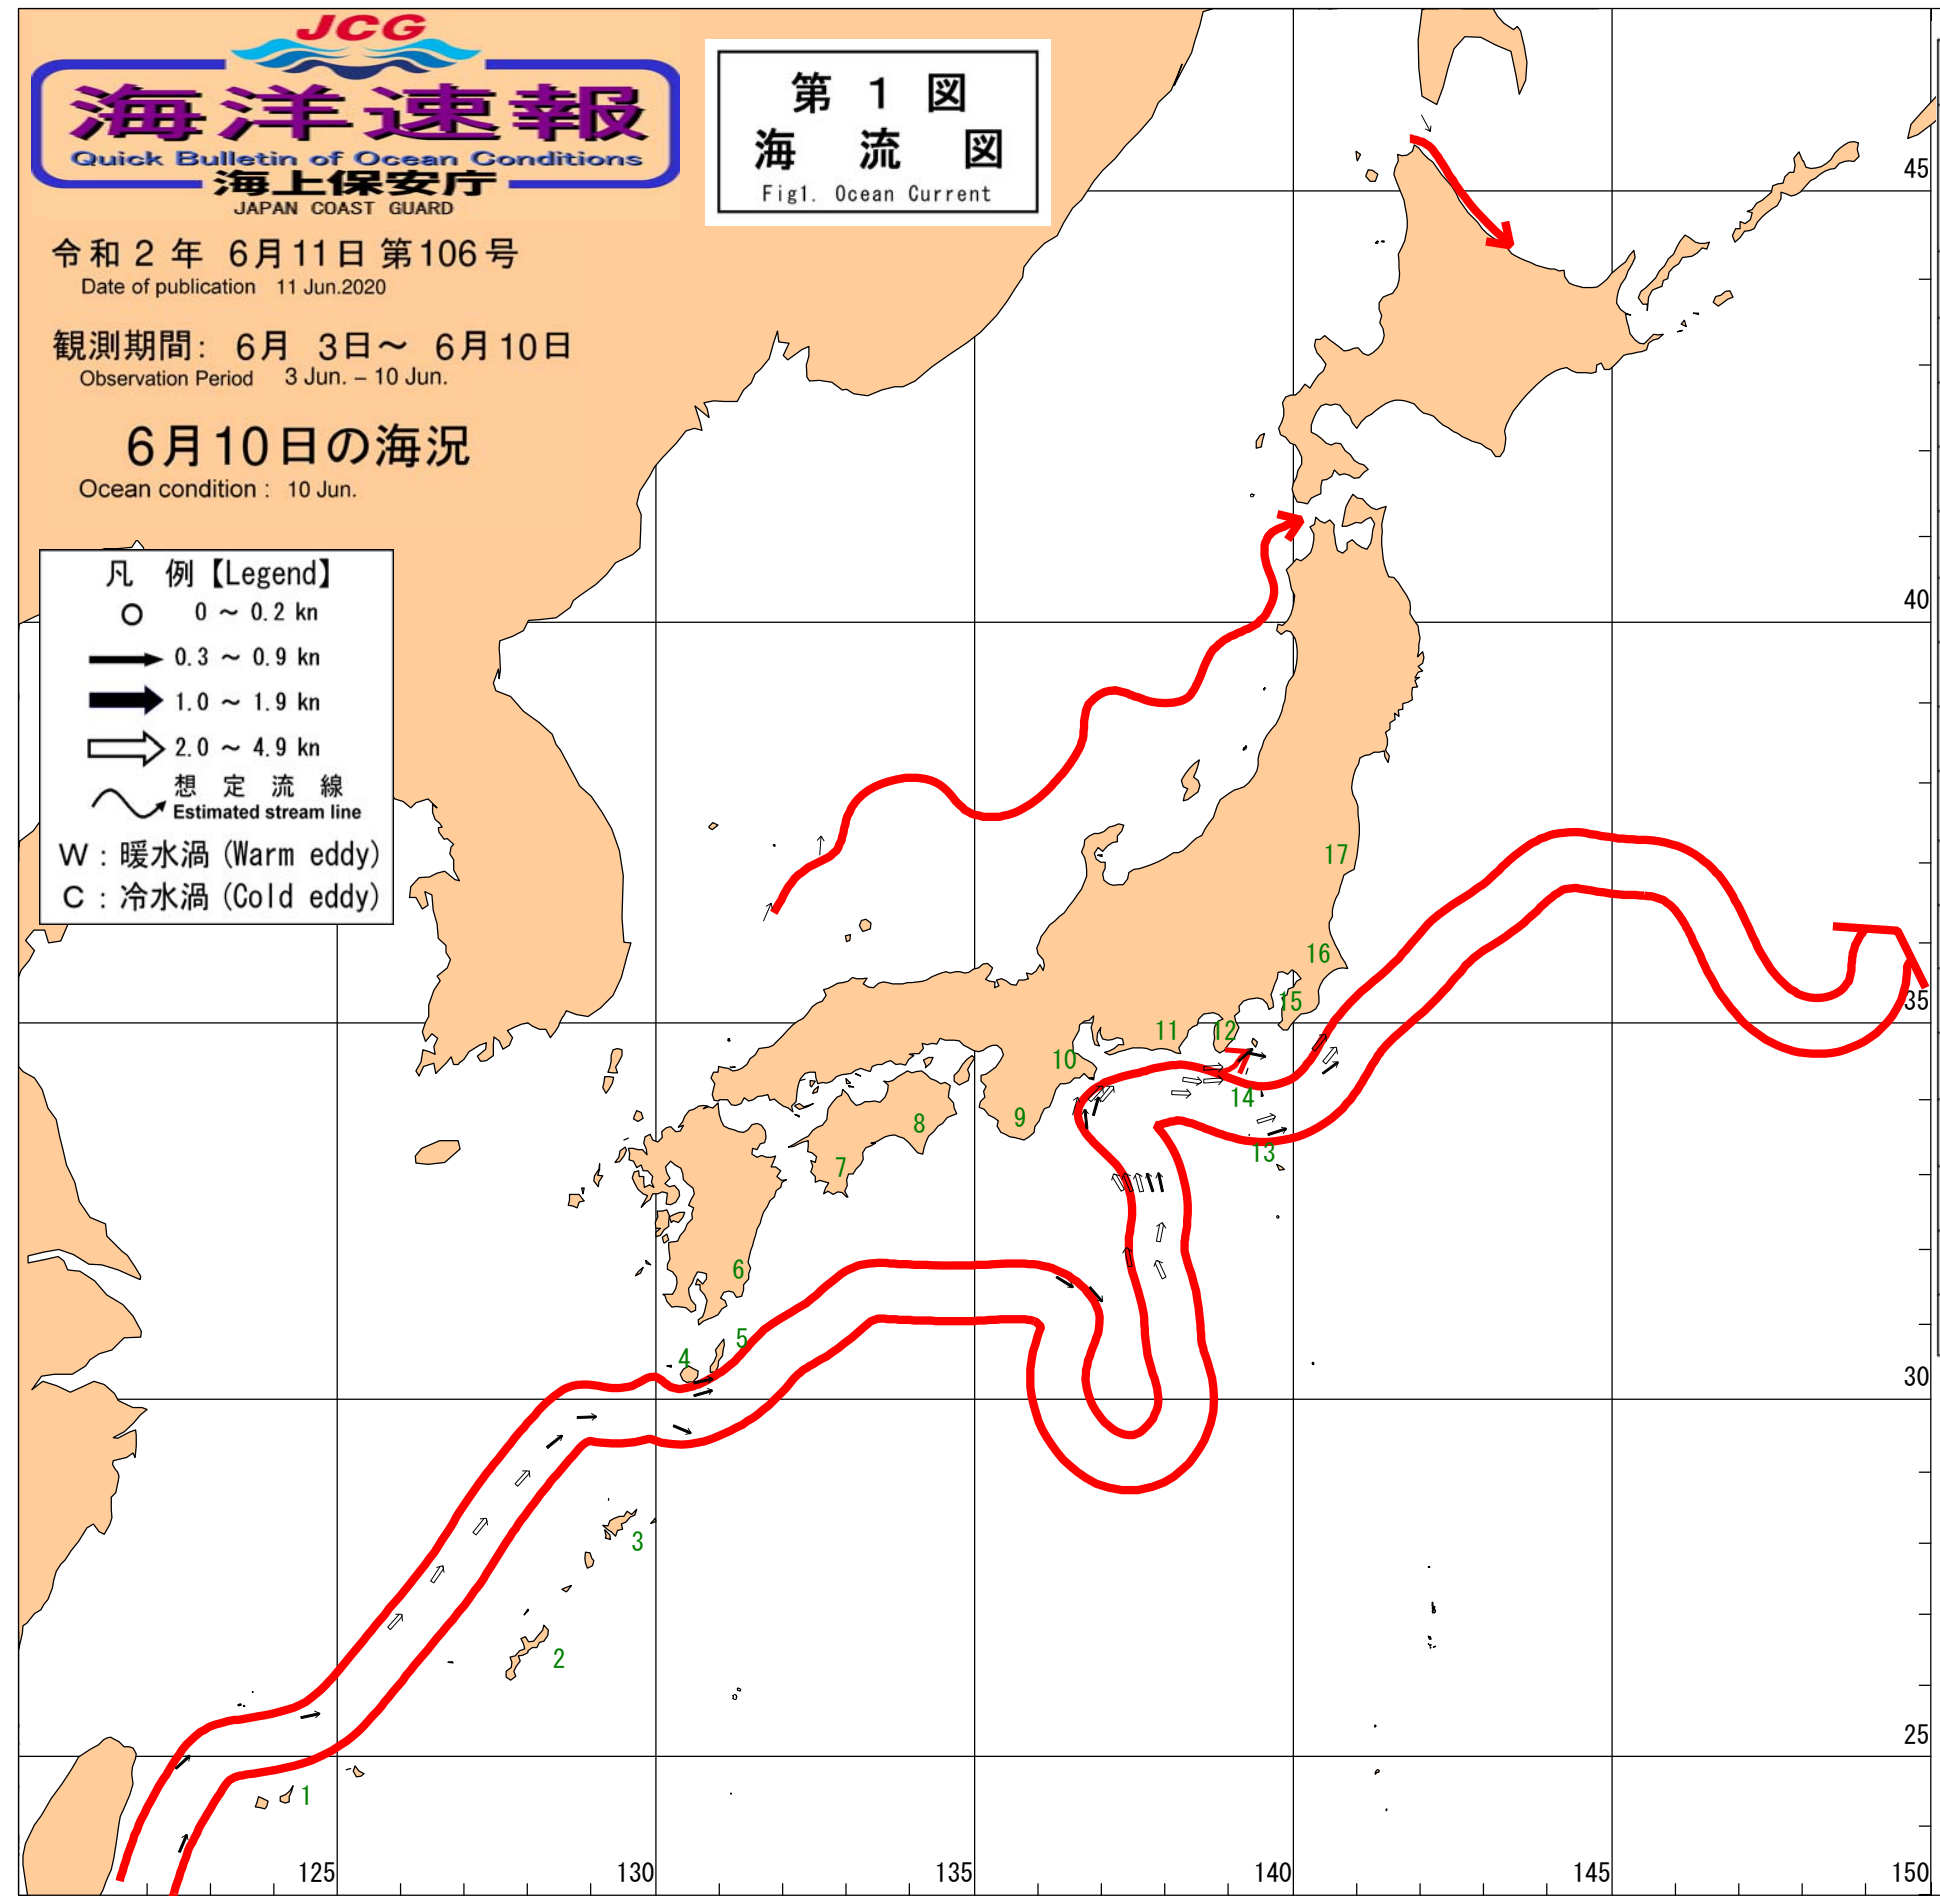 JCG
海洋速報
Quick Bulletin of Ocean Conditions
海上保安庁
JAPAN COAST GUARD
第 1 図
海 流 図
Fig1. Ocean Current
令和 2 年 6月11日 第106号
Date of publication 11 Jun.2020
観測期間: 6月 3日～ 6月10日
Observation Period 3 Jun. – 10 Jun.
6月10日の海況
Ocean condition : 10 Jun.
凡 例【Legend】
0 ～ 0.2 kn
0.3 ～ 0.9 kn
1.0 ～ 1.9 kn
2.0 ～ 4.9 kn
想 定 流 線
Estimated stream line
W : 暖水渦 (Warm eddy)
C : 冷水渦 (Cold eddy)
45
40
17
16
35
15
12
11
10
14
9
8
13
7
6
5
4
30
3
2
25
1
125
130
135
140
145
150